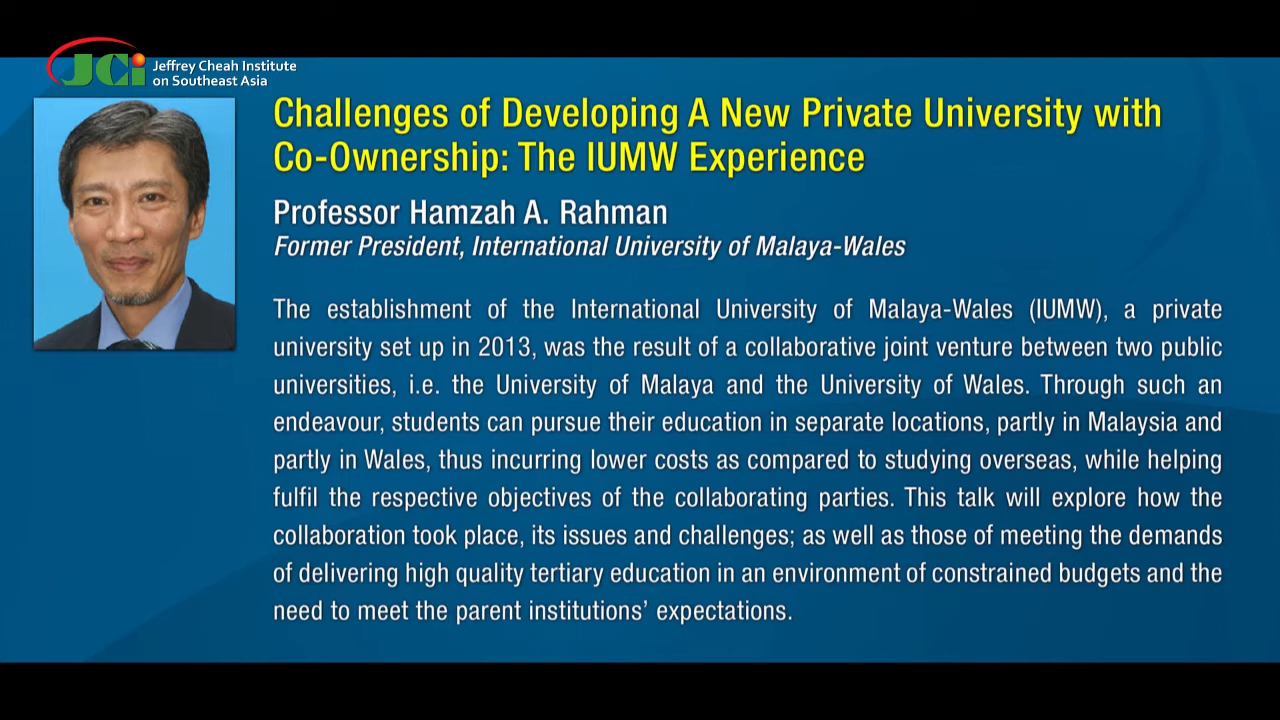 JCi
Jeffrey Cheah Institute
on Southeast Asia
Challenges of Developing A New Private University with
Co-Ownership: The IUMW Experience
Professor Hamzah A. Rahman
Former President, International University of Malaya-Wales
The establishment of the International University of Malaya-Wales (IUMW), a private
university set up in 2013, was the result of a collaborative joint venture between two public
universities, i.e. the University of Malaya and the University of Wales. Through such an
endeavour, students can pursue their education in separate locations, partly in Malaysia and
partly in Wales, thus incurring lower costs as compared to studying overseas, while helping
fulfil the respective objectives of the collaborating parties. This talk will explore how the
collaboration took place, its issues and challenges; as well as those of meeting the demands
of delivering high quality tertiary education in an environment of constrained budgets and the
need to meet the parent institutions’ expectations.